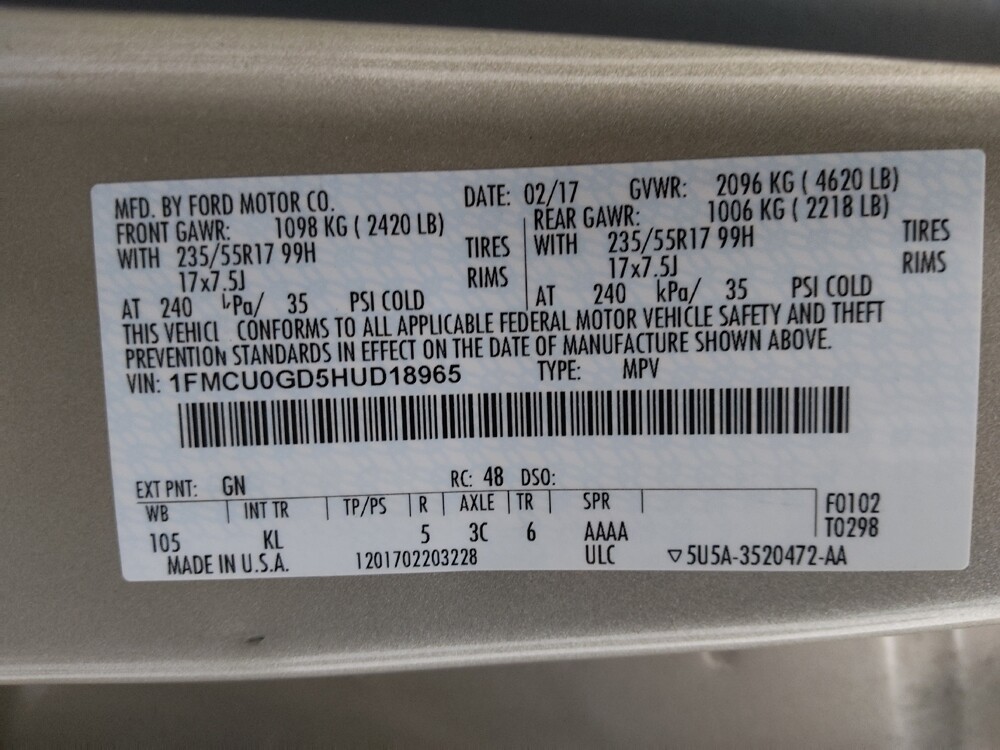 MFD. BY FORD MOTOR CO. DATE: 02/17 GVWR: 2096 KG ( 4620 LB)
FRONT GAWR: 1098 KG ( 2420 LB) REAR GAWR: 1006 KG ( 2218 LB)
WITH 235/55R17 99H TIRES WITH 235/55R17 99H TIRES
17x7.5J RIMS 17x7.5J RIMS
AT 240 kPa/ 35 PSI COLD AT 240 kPa/ 35 PSI COLD
THIS VEHICL CONFORMS TO ALL APPLICABLE FEDERAL MOTOR VEHICLE SAFETY AND THEFT
PREVENTION STANDARDS IN EFFECT ON THE DATE OF MANUFACTURE SHOWN ABOVE.
VIN: 1FMCU0GD5HUD18965 TYPE: MPV
EXT PNT: GN RC: 48 DSO:
WB | INT TR | TP/PS | R | AXLE | TR | SPR | F0102
105 KL 5 3C 6 AAAA T0298
MADE IN U.S.A. 1201702203228 ULC ▽5U5A-3520472-AA